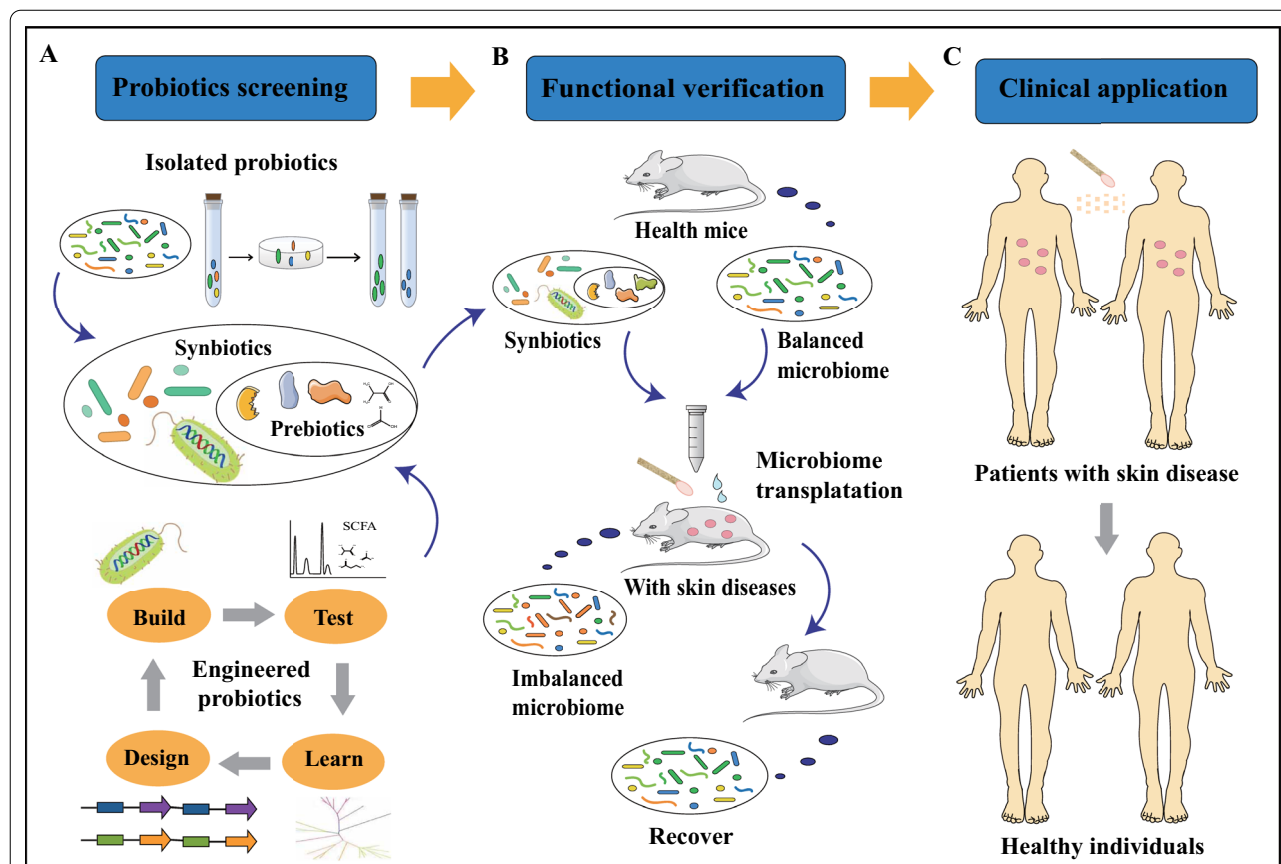 A
Probiotics screening
Isolated probiotics
Synbiotics
Prebiotics
SCFA
Build
Test
Engineered
probiotics
Design
Learn
B
Functional verification
Health mice
Synbiotics
Balanced
microbiome
Microbiome
transplatation
With skin diseases
Imbalanced
microbiome
Recover
C
Clinical application
Patients with skin disease
Healthy individuals